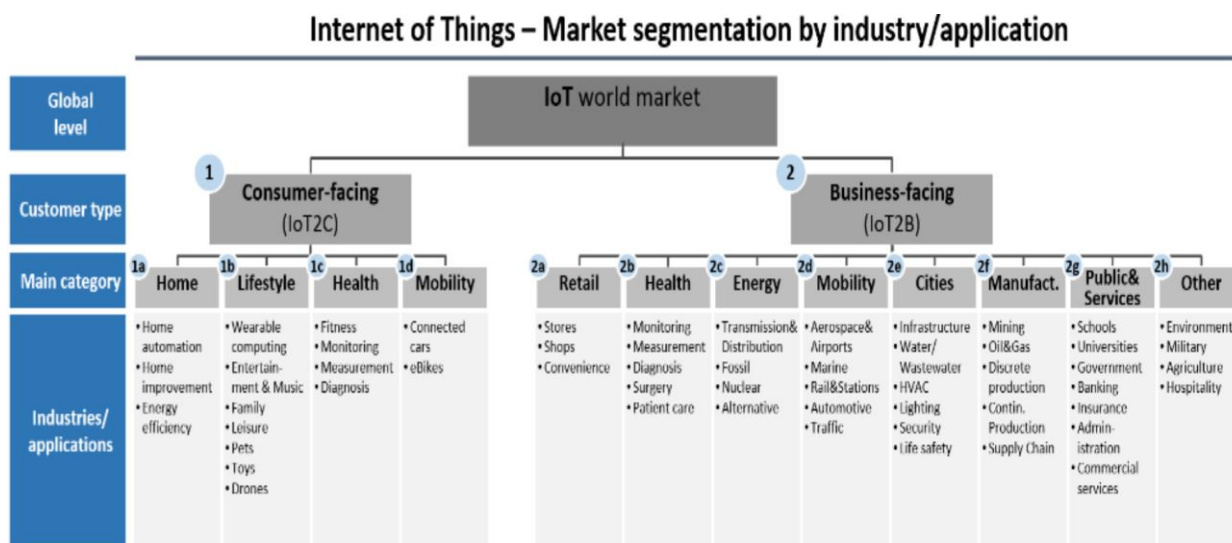 Internet of Things – Market segmentation by industry/application
Global
level
IoT world market
Customer type
1
Consumer-facing
(IoT2C)
2
Business-facing
(IoT2B)
Main category
1a
Home
1b
Lifestyle
1c
Health
1d
Mobility
2a
Retail
2b
Health
2c
Energy
2d
Mobility
2e
Cities
2f
Manufact.
2g
Public&
Services
2h
Other
Industries/
applications
• Home
automation
• Home
improvement
• Energy
efficiency
• Wearable
computing
• Entertain-
ment & Music
• Family
• Leisure
• Pets
• Toys
• Drones
• Fitness
• Monitoring
• Measurement
• Diagnosis
• Connected
cars
• eBikes
• Stores
• Shops
• Convenience
• Monitoring
• Measurement
• Diagnosis
• Surgery
• Patient care
• Transmission&
Distribution
• Fossil
• Nuclear
• Alternative
• Aerospace&
Airports
• Marine
• Rail&Stations
• Automotive
• Traffic
• Infrastructure
• Water/
Wastewater
• HVAC
• Lighting
• Security
• Life safety
• Mining
• Oil&Gas
• Discrete
production
• Contin.
Production
• Supply Chain
• Schools
• Universities
• Government
• Banking
• Insurance
• Admin-
istration
• Commercial
services
• Environment
• Military
• Agriculture
• Hospitality